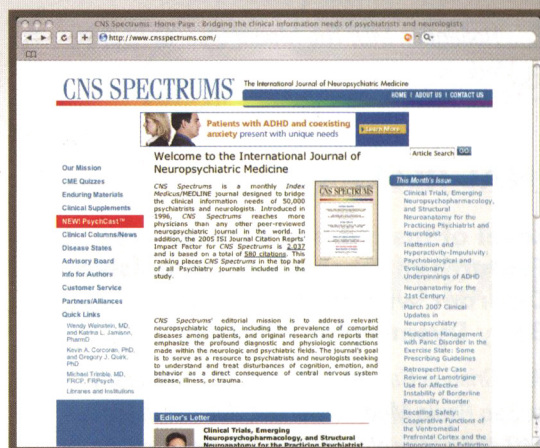 CNS Spectrums: Home Page : Bridging the clinical information needs of psychiatrists and neurologists
http://www.cnsspectrums.com/
Q-
CNS SPECTRUMS®
The International Journal of Neuropsychiatric Medicine
HOME | ABOUT US | CONTACT US
Patients with ADHD and coexisting
anxiety present with unique needs
Learn More
Article Search GO
Our Mission
CME Quizzes
Enduring Materials
Clinical Supplements
NEW! PsychCast™
Clinical Columns/News
Disease States
Advisory Board
Info for Authors
Customer Service
Partners/Alliances
Quick Links
Wendy Weinstein, MD,
and Katrina L. Jamison,
PharmD
Kevin A. Corcoran, PhD,
and Gregory J. Quirk,
PhD
Michael Trimble, MD,
FRCP, FRPsych
Libraries and Institutions
Welcome to the International Journal of
Neuropsychiatric Medicine
CNS Spectrums is a monthly Index
Medicus/MEDLINE journal designed to bridge
the clinical information needs of 50,000
psychiatrists and neurologists. Introduced in
1996, CNS Spectrums reaches more
physicians than any other peer-reviewed
neuropsychiatric journal in the world. In
addition, the 2005 ISI Journal Citation Reprts'
Impact Factor for CNS Spectrums is 2.037
and is based on a total of 580 citations. This
ranking places CNS Spectrums in the top half
of all Psychiatry journals included in the
study.
CNS SPECTRUMS
CNS Spectrums' editorial mission is to address relevant
neuropsychiatric topics, including the prevalence of comorbid
diseases among patients, and original research and reports that
emphasize the profound diagnostic and physiologic connections
made within the neurologic and psychiatric fields. The journal's goal
is to serve as a resource to psychiatrists and neurologists seeking
to understand and treat disturbances of cognition, emotion, and
behavior as a direct consequence of central nervous system
disease, illness, or trauma.
Editor's Letter
Clinical Trials, Emerging
Neuropsychopharmacology, and Structural
Neuroanatomy for the Practicing Psychiatrist
This Month's Issue
Clinical Trials, Emerging
Neuropsychopharmacology,
and Structural
Neuroanatomy for the
Practicing Psychiatrist and
Neurologist
Inattention and
Hyperactivity-Impulsivity:
Psychobiological and
Evolutionary
Underpinnings of ADHD
Neuroanatomy for the
21st Century
March 2007 Clinical
Updates in
Neuropsychiatry
Medication Management
with Panic Disorder in the
Exercise State: Some
Prescribing Guidelines
Retrospective Case
Review of Lamotrigine
Use for Affective
Instability of Borderline
Personality Disorder
Recalling Safety:
Cooperative Functions of
the Ventromedial
Prefrontal Cortex and the
Hippocampus in Extinction